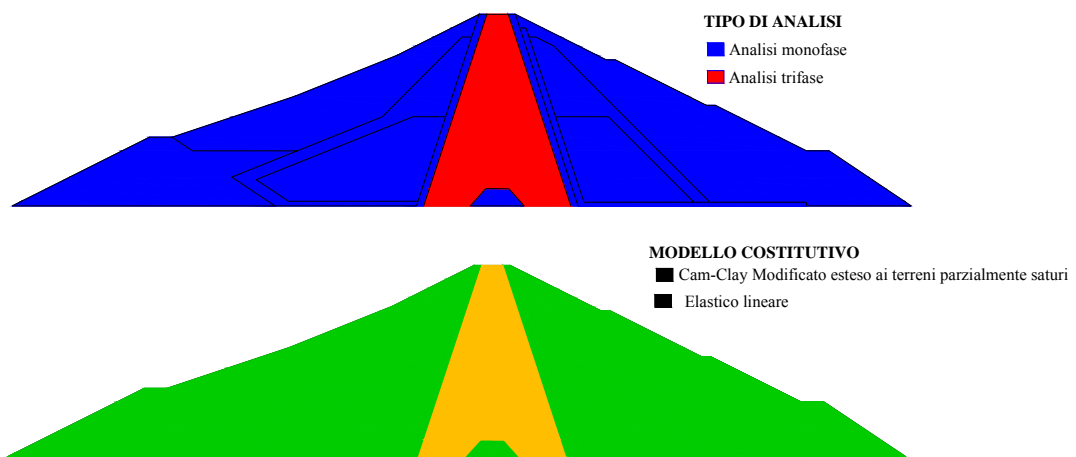 TIPO DI ANALISI
Analisi monofase
Analisi trifase
MODELLO COSTITUTIVO
Cam-Clay Modificato esteso ai terreni parzialmente saturi
Elastico lineare